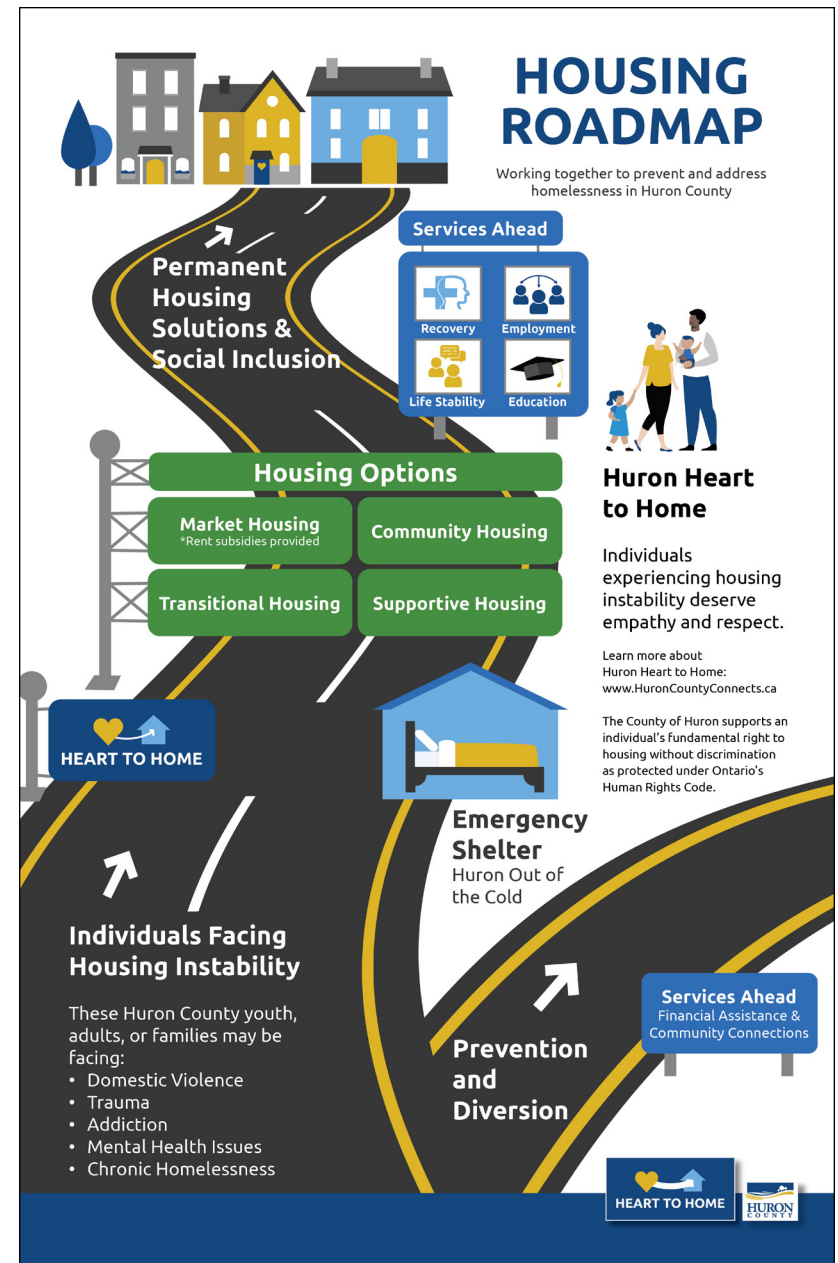 HOUSING
ROADMAP
Working together to prevent and address
homelessness in Huron County
Services Ahead
Recovery
Employment
Life Stability
Education
Permanent
Housing
Solutions &
Social Inclusion
Housing Options
Market Housing
*Rent subsidies provided
Community Housing
Transitional Housing
Supportive Housing
Huron Heart
to Home
Individuals
experiencing housing
instability deserve
empathy and respect.
Learn more about
Huron Heart to Home:
www.HuronCountyConnects.ca
The County of Huron supports an
individual's fundamental right to
housing without discrimination
as protected under Ontario's
Human Rights Code.
HEART TO HOME
Emergency
Shelter
Huron Out of
the Cold
Individuals Facing
Housing Instability
These Huron County youth,
adults, or families may be
facing:
• Domestic Violence
• Trauma
• Addiction
• Mental Health Issues
• Chronic Homelessness
Prevention
and
Diversion
Services Ahead
Financial Assistance &
Community Connections
HEART TO HOME
HURON
COUNTY